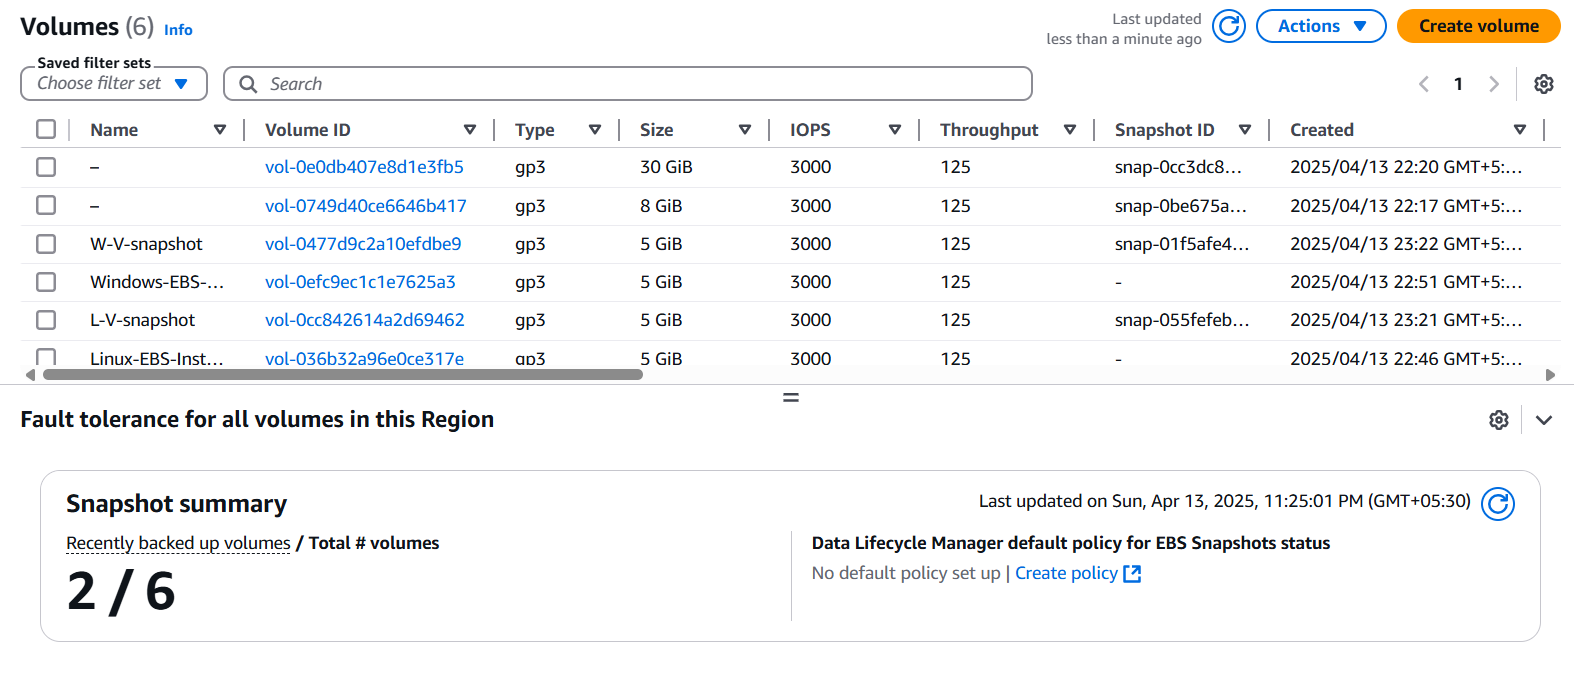 Volumes (6) Info
Last updated
less than a minute ago
Actions
Create volume
Saved filter sets
Choose filter set
Search
1
Name Volume ID Type Size IOPS Throughput Snapshot ID Created
– vol-0e0db407e8d1e3fb5 gp3 30 GiB 3000 125 snap-0cc3dc8... 2025/04/13 22:20 GMT+5:...
– vol-0749d40ce6646b417 gp3 8 GiB 3000 125 snap-0be675a... 2025/04/13 22:17 GMT+5:...
W-V-snapshot vol-0477d9c2a10efdbe9 gp3 5 GiB 3000 125 snap-01f5afe4... 2025/04/13 23:22 GMT+5:...
Windows-EBS-... vol-0efc9ec1c1e7625a3 gp3 5 GiB 3000 125 - 2025/04/13 22:51 GMT+5:...
L-V-snapshot vol-0cc842614a2d69462 gp3 5 GiB 3000 125 snap-055fefeb... 2025/04/13 23:21 GMT+5:...
Linux-EBS-Inst... vol-036b32a96e0ce317e gp3 5 GiB 3000 125 - 2025/04/13 22:46 GMT+5:...
Fault tolerance for all volumes in this Region
Snapshot summary
Last updated on Sun, Apr 13, 2025, 11:25:01 PM (GMT+05:30)
Recently backed up volumes / Total # volumes
2 / 6
Data Lifecycle Manager default policy for EBS Snapshots status
No default policy set up | Create policy